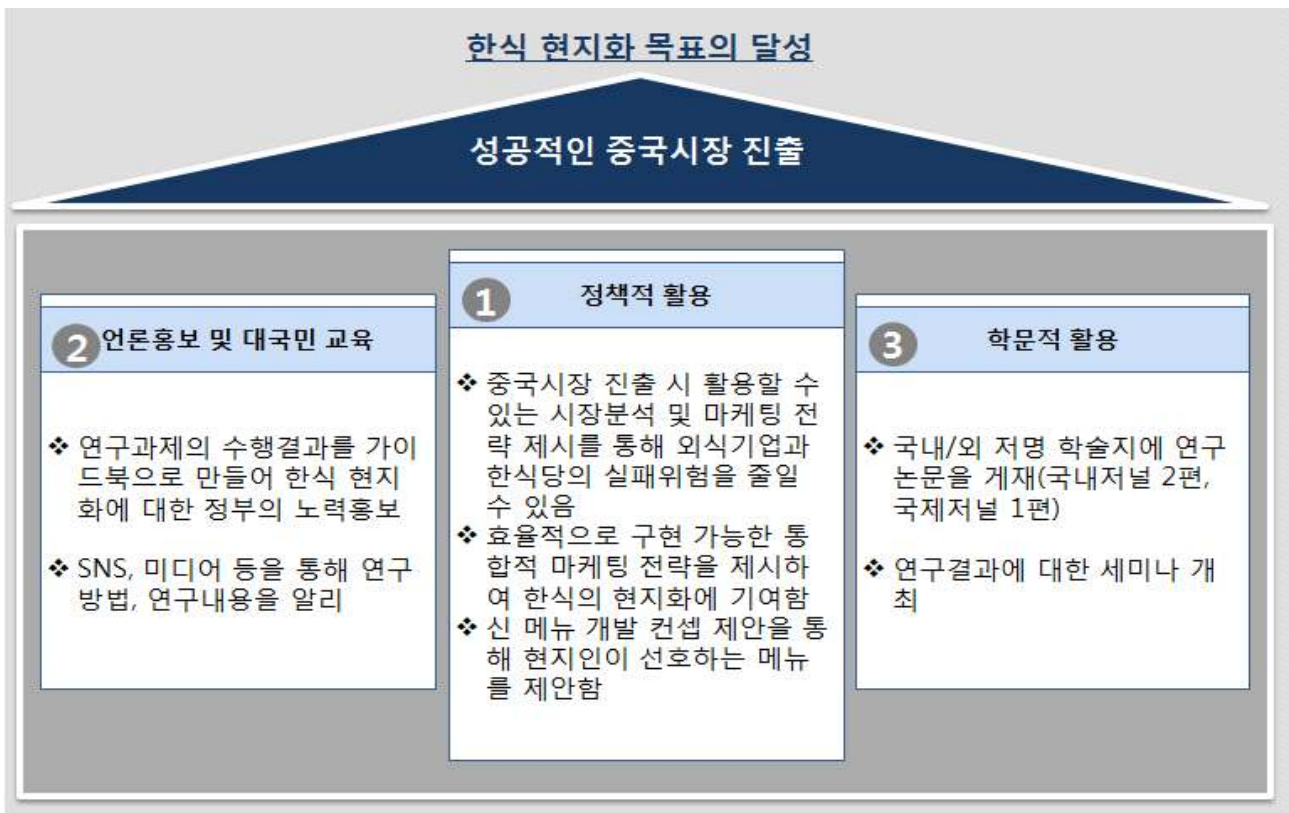 한식 현지화 목표의 달성
성공적인 중국시장 진출
2 언론홍보 및 대국민 교육
❖ 연구과제의 수행결과를 가이
드북으로 만들어 한식 현지
화에 대한 정부의 노력홍보
❖ SNS, 미디어 등을 통해 연구
방법, 연구내용을 알리
1 정책적 활용
❖ 중국시장 진출 시 활용할 수
있는 시장분석 및 마케팅 전
략 제시를 통해 외식기업과
한식당의 실패위험을 줄일
수 있음
❖ 효율적으로 구현 가능한 통
합적 마케팅 전략을 제시하
여 한식의 현지화에 기여함
❖ 신 메뉴 개발 컨셉 제안을 통
해 현지인이 선호하는 메뉴
를 제안함
3 학문적 활용
❖ 국내/외 저명 학술지에 연구
논문을 게재(국내저널 2편,
국제저널 1편)
❖ 연구결과에 대한 세미나 개
최